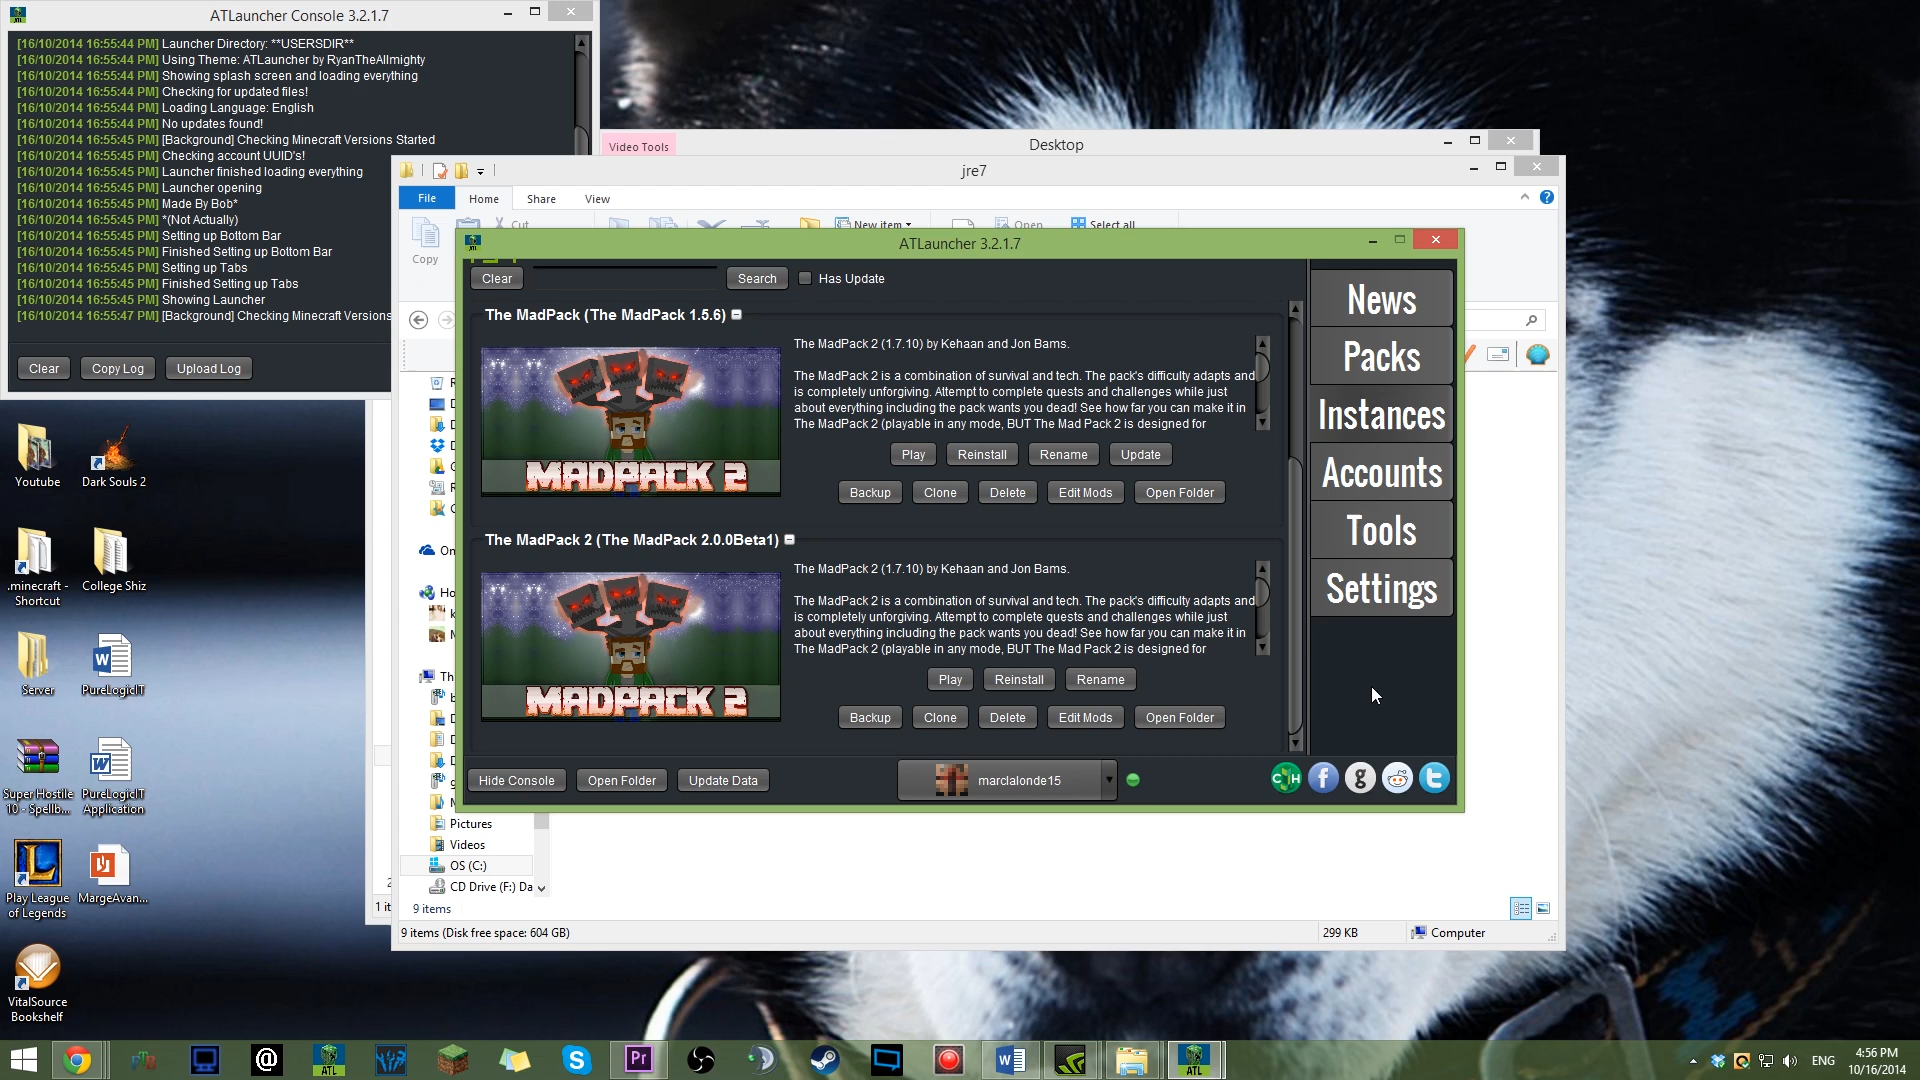 ATLauncher Console 3.2.1.7
[16/10/2014 16:55:44 PM] Launcher Directory: **USERSDIR**
[16/10/2014 16:55:44 PM] Using Theme: ATLauncher by RyanTheAllmighty
[16/10/2014 16:55:44 PM] Showing splash screen and loading everything
[16/10/2014 16:55:44 PM] Checking for updated files!
[16/10/2014 16:55:44 PM] Loading Language: English
[16/10/2014 16:55:44 PM] No updates found!
[16/10/2014 16:55:45 PM] [Background] Checking Minecraft Versions Started
[16/10/2014 16:55:45 PM] Checking account UUID's!
[16/10/2014 16:55:45 PM] Launcher finished loading everything
[16/10/2014 16:55:45 PM] Launcher opening
[16/10/2014 16:55:45 PM] Made By Bob*
[16/10/2014 16:55:45 PM] *(Not Actually)
[16/10/2014 16:55:45 PM] Setting up Bottom Bar
[16/10/2014 16:55:45 PM] Finished Setting up Bottom Bar
[16/10/2014 16:55:45 PM] Setting up Tabs
[16/10/2014 16:55:45 PM] Finished Setting up Tabs
[16/10/2014 16:55:45 PM] Showing Launcher
[16/10/2014 16:55:47 PM] [Background] Checking Minecraft Versions
Clear Copy Log Upload Log
Video Tools
Desktop
jre7
File Home Share View
Cut
New item
Open
Select all
Copy
ATLauncher 3.2.1.7
Clear Search Has Update
The MadPack (The MadPack 1.5.6)
MADPACK 2
The MadPack 2 (1.7.10) by Kehaan and Jon Bams.
The MadPack 2 is a combination of survival and tech. The pack's difficulty adapts and
is completely unforgiving. Attempt to complete quests and challenges while just
about everything including the pack wants you dead! See how far you can make it in
The MadPack 2 (playable in any mode, BUT The Mad Pack 2 is designed for
Play Reinstall Rename Update
Backup Clone Delete Edit Mods Open Folder
The MadPack 2 (The MadPack 2.0.0Beta1)
MADPACK 2
The MadPack 2 (1.7.10) by Kehaan and Jon Bams.
The MadPack 2 is a combination of survival and tech. The pack's difficulty adapts and
is completely unforgiving. Attempt to complete quests and challenges while just
about everything including the pack wants you dead! See how far you can make it in
The MadPack 2 (playable in any mode, BUT The Mad Pack 2 is designed for
Play Reinstall Rename
Backup Clone Delete Edit Mods Open Folder
News
Packs
Instances
Accounts
Tools
Settings
Hide Console Open Folder Update Data
marclalonde15
Pictures
Videos
OS (C:)
CD Drive (F:) Da
9 items
1 it
9 items (Disk free space: 604 GB)
299 KB
Computer
Youtube
Dark Souls 2
.minecraft -
Shortcut
College Shiz
Server
PureLogicIT
Super Hostile
10 - Spellb...
PureLogicIT
Application
Play League
of Legends
MargeAvan...
VitalSource
Bookshelf
ENG
4:56 PM
10/16/2014